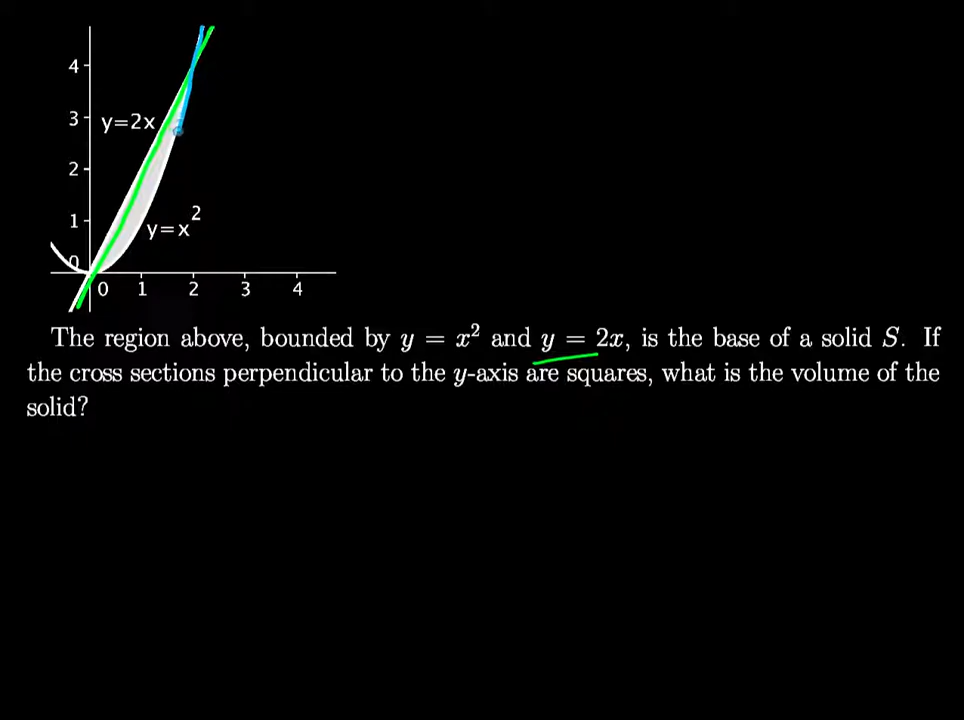 4
3
y=2x
2
1
y=x²
0
0 1 2 3 4
The region above, bounded by y = x² and y = 2x, is the base of a solid S. If
the cross sections perpendicular to the y-axis are squares, what is the volume of the
solid?